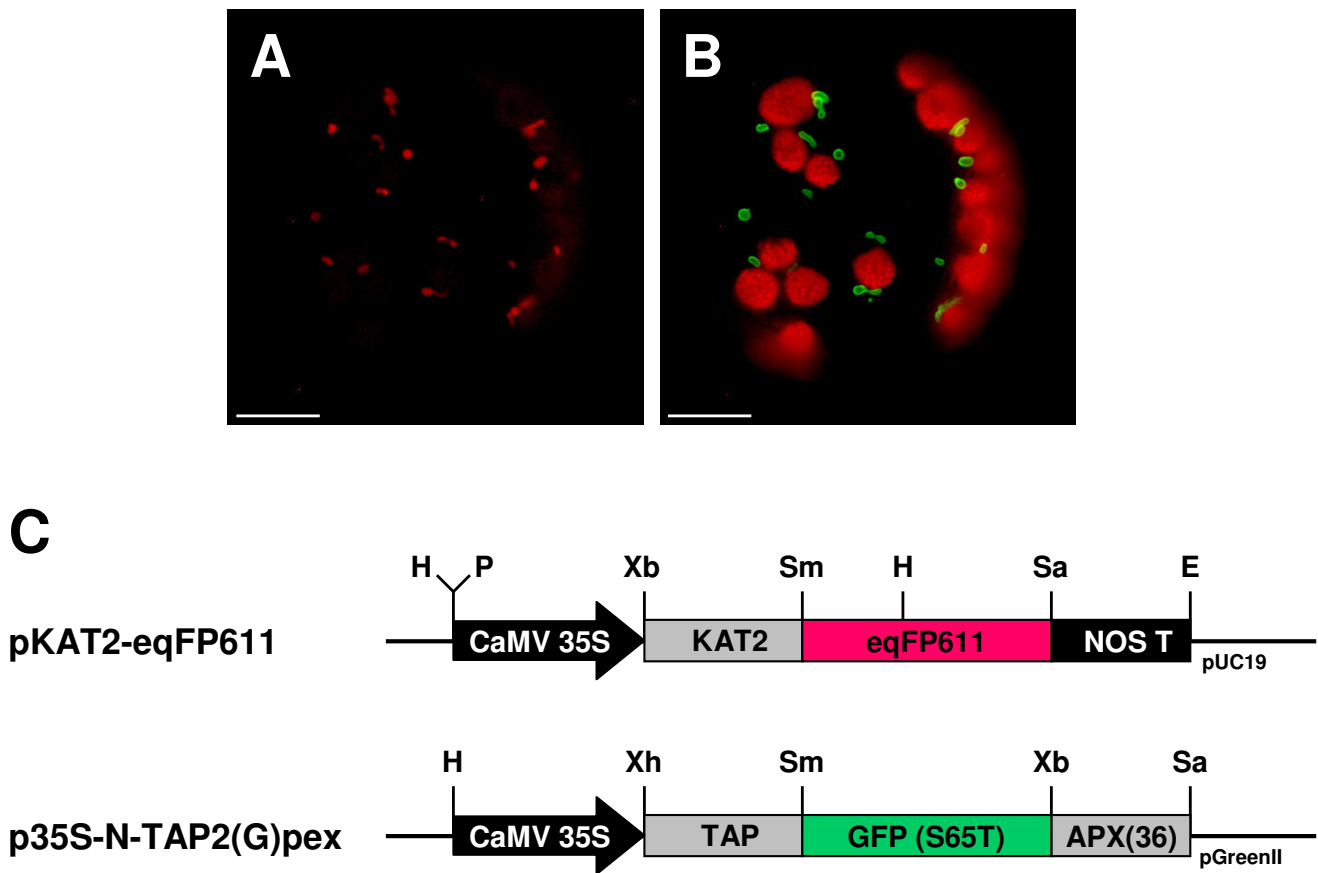 A
B
C
H P Xb Sm H Sa E
pKAT2-eqFP611
CaMV 35S KAT2 eqFP611 NOS T
pUC19
H Xh Sm Xb Sa
p35S-N-TAP2(G)pex
CaMV 35S TAP GFP (S65T) APX(36)
pGreenII